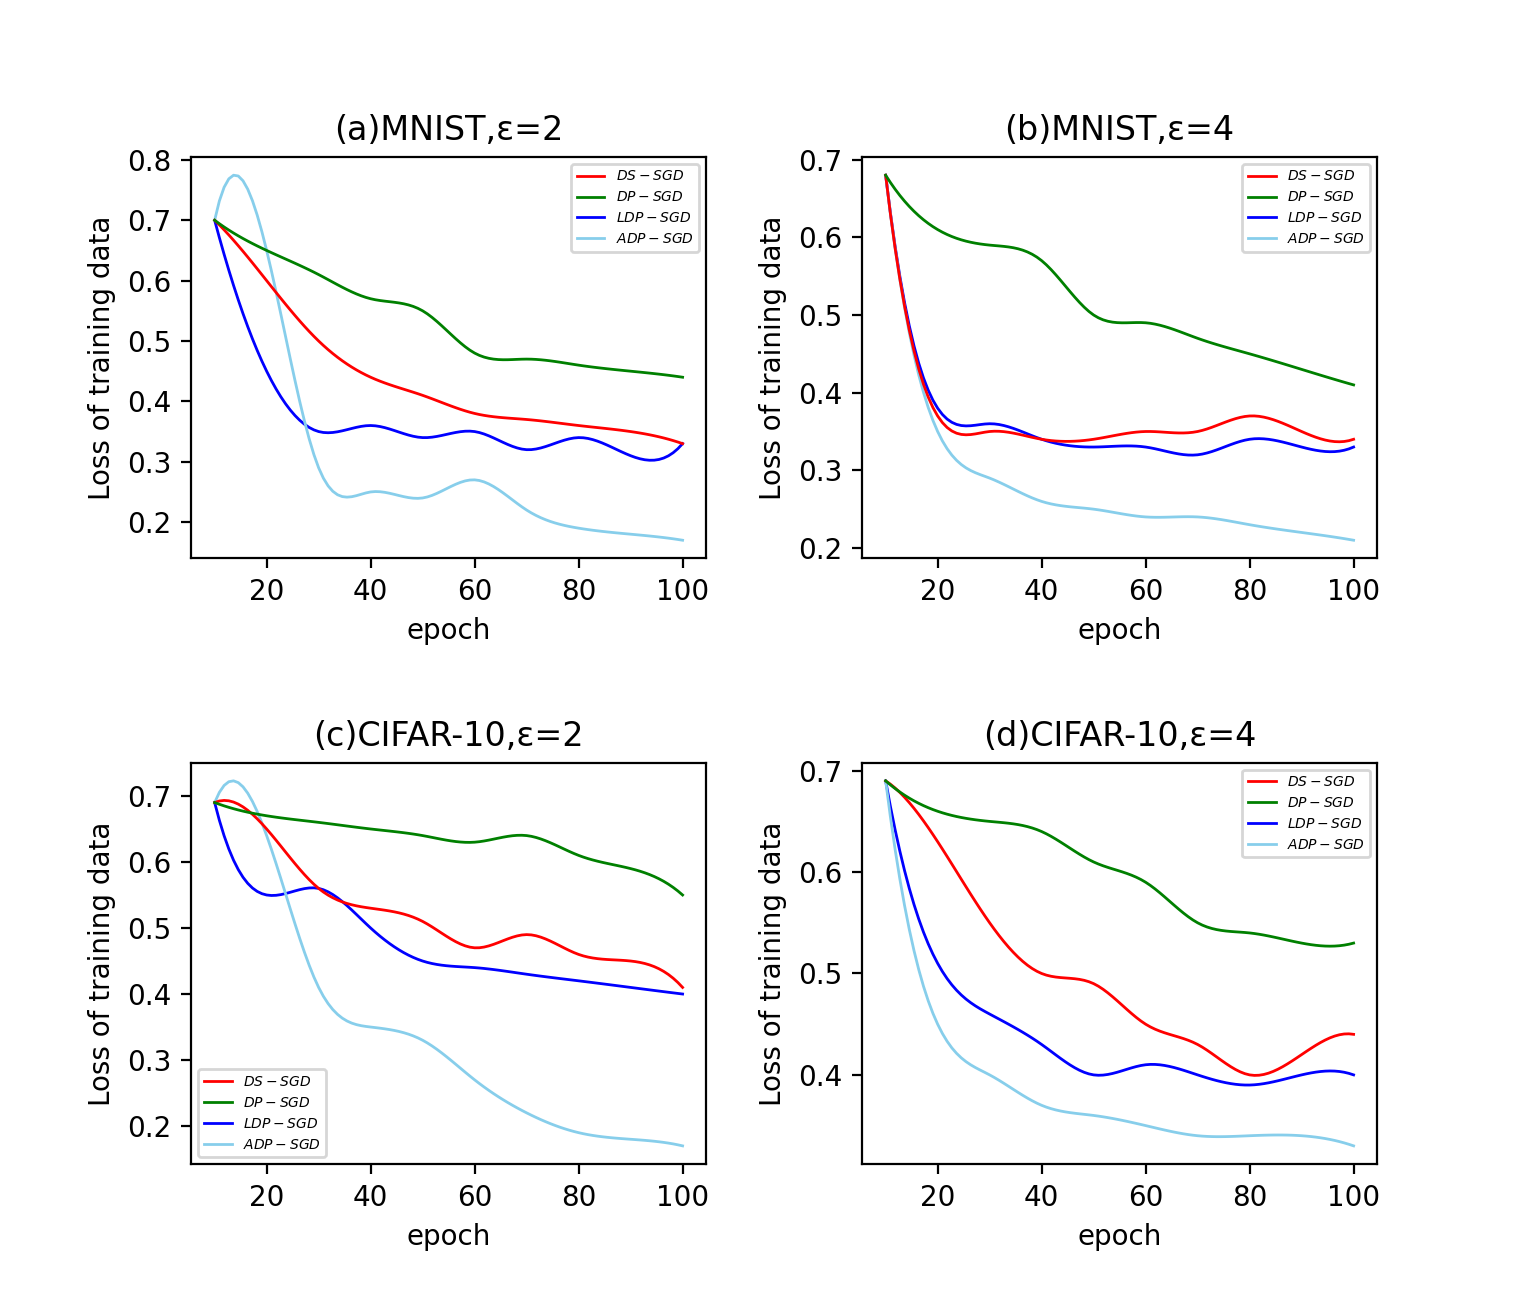 (a)MNIST,ε=2
Loss of training data
0.8
0.7
0.6
0.5
0.4
0.3
0.2
DS − SGD
DP − SGD
LDP − SGD
ADP − SGD
20 40 60 80 100
epoch
(b)MNIST,ε=4
Loss of training data
0.7
0.6
0.5
0.4
0.3
0.2
DS − SGD
DP − SGD
LDP − SGD
ADP − SGD
20 40 60 80 100
epoch
(c)CIFAR-10,ε=2
Loss of training data
0.7
0.6
0.5
0.4
0.3
0.2
DS − SGD
DP − SGD
LDP − SGD
ADP − SGD
20 40 60 80 100
epoch
(d)CIFAR-10,ε=4
Loss of training data
0.7
0.6
0.5
0.4
DS − SGD
DP − SGD
LDP − SGD
ADP − SGD
20 40 60 80 100
epoch